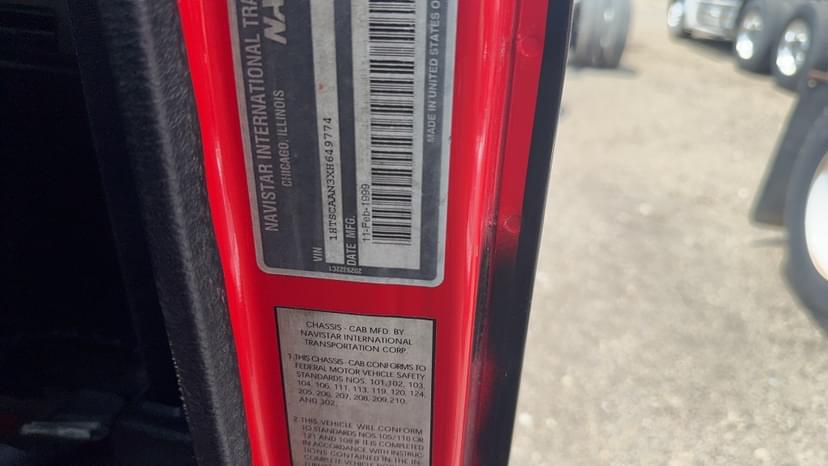 NAVISTAR INTERNATIONAL TRA
CHICAGO, ILLINOIS
NA
VIN
1HTSCAAN3XH649774
DATE MFG.
11-Feb-1999
MADE IN UNITED STATES O
2029322C1
CHASSIS - CAB MFD. BY
NAVISTAR INTERNATIONAL
TRANSPORTATION CORP.
1. THIS CHASSIS - CAB CONFORMS TO
FEDERAL MOTOR VEHICLE SAFETY
STANDARDS NOS. 101, 102, 103,
104, 106, 111, 113, 119, 120, 124,
205, 206, 207, 208, 209, 210,
AND 302.
2. THIS VEHICLE WILL CONFORM
TO STANDARDS NOS. 105/116 OR
121 AND 108 IF IT IS COMPLETED
IN ACCORDANCE WITH INSTRUC-
TIONS CONTAINED IN THE